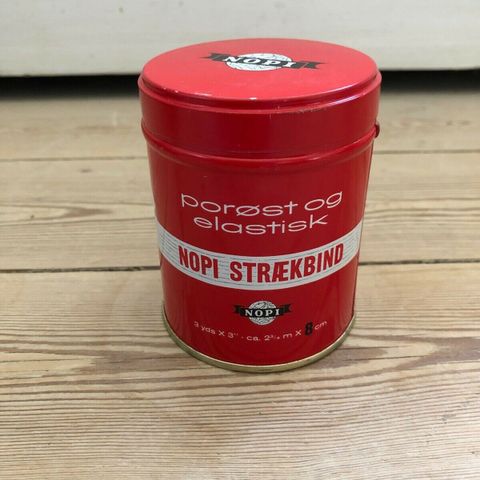 NOPI
porøst og
elastisk
NOPI STRÆKBIND
NOPI
3 yds X 3" - ca. 2³/₄ m X 8 cm